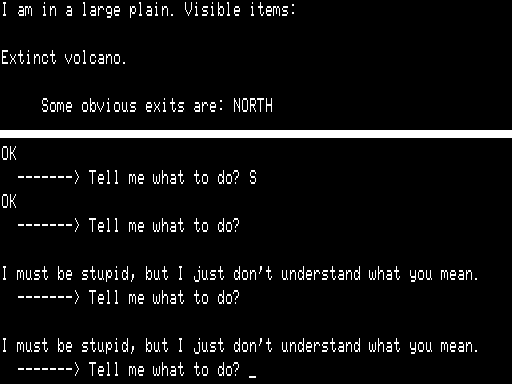 I am in a large plain. Visible items:
Extinct volcano.
Some obvious exits are: NORTH
OK
-------> Tell me what to do? S
OK
-------> Tell me what to do?
I must be stupid, but I just don't understand what you mean.
-------> Tell me what to do?
I must be stupid, but I just don't understand what you mean.
-------> Tell me what to do? _